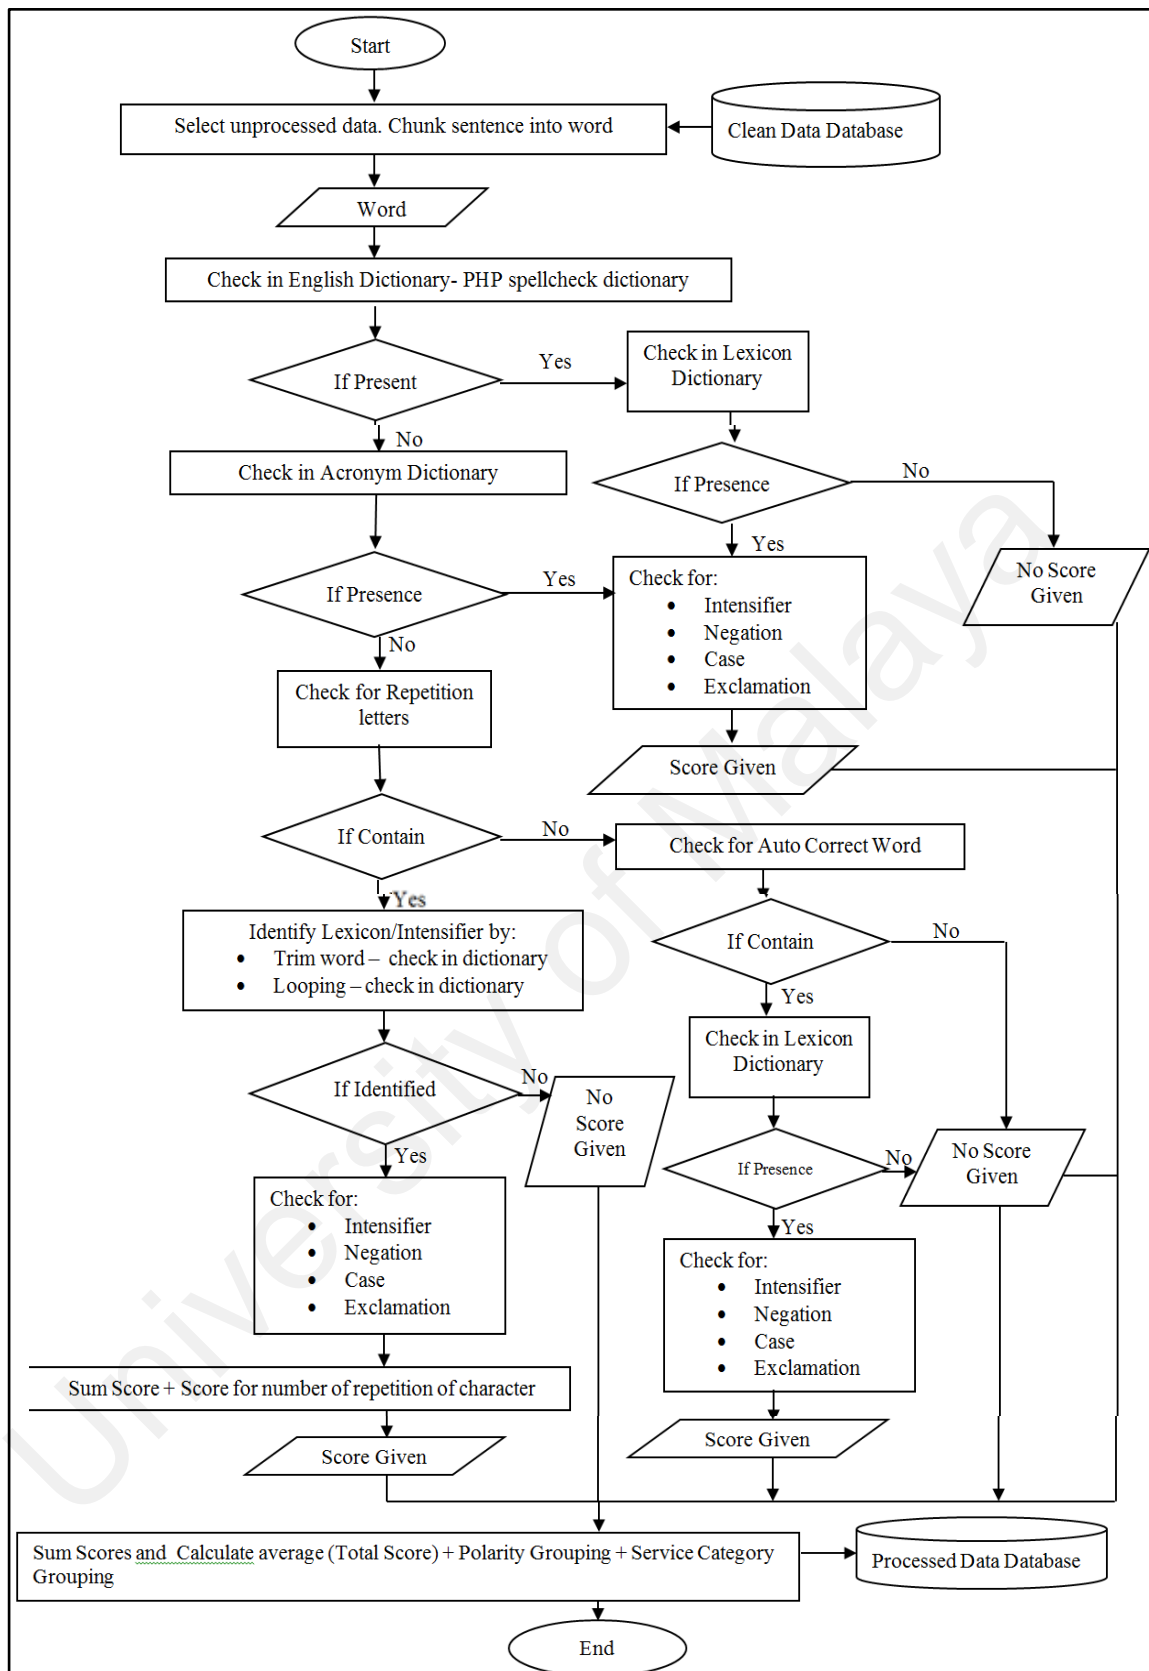 Start
Select unprocessed data. Chunk sentence into word
Clean Data Database
Word
Check in English Dictionary- PHP spellcheck dictionary
If Present
Yes
Check in Lexicon
Dictionary
No
Check in Acronym Dictionary
If Presence
No
Yes
No Score
Given
If Presence
Yes
Check for:
• Intensifier
• Negation
• Case
• Exclamation
No
Check for Repetition
letters
Score Given
If Contain
No
Check for Auto Correct Word
Yes
Identify Lexicon/Intensifier by:
• Trim word – check in dictionary
• Looping – check in dictionary
If Contain
No
Yes
Check in Lexicon
Dictionary
If Identified
No
No
Score
Given
If Presence
No
No Score
Given
Yes
Check for:
• Intensifier
• Negation
• Case
• Exclamation
Yes
Check for:
• Intensifier
• Negation
• Case
• Exclamation
Sum Score + Score for number of repetition of character
Score Given
Score Given
Sum Scores and Calculate average (Total Score) + Polarity Grouping + Service Category
Grouping
Processed Data Database
End
University of Malaya